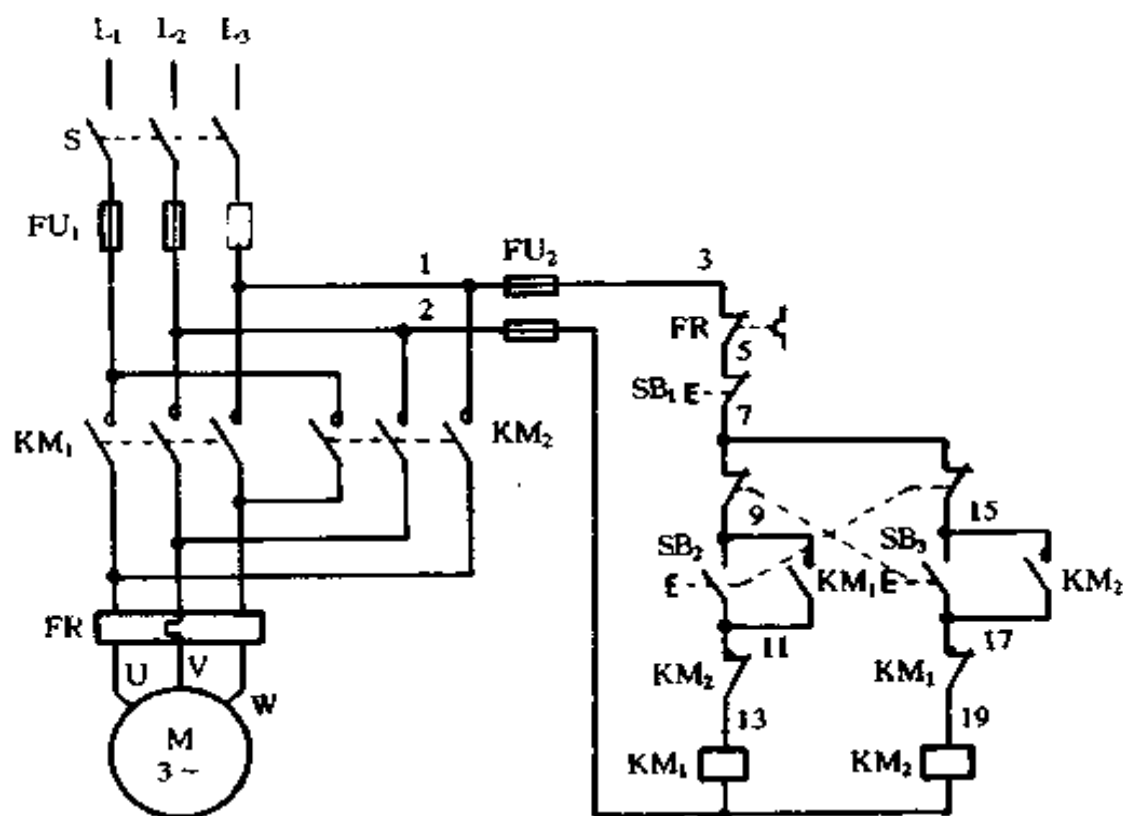 L₁ L₂ L₃
S
FU₁
FU₂
1
3
2
FR
5
SB₁
7
KM₁
KM₂
9
15
SB₂
SB₃
KM₁
KM₂
FR
11
17
U
V
W
KM₂
KM₁
13
19
M
3 ~
KM₁
KM₂